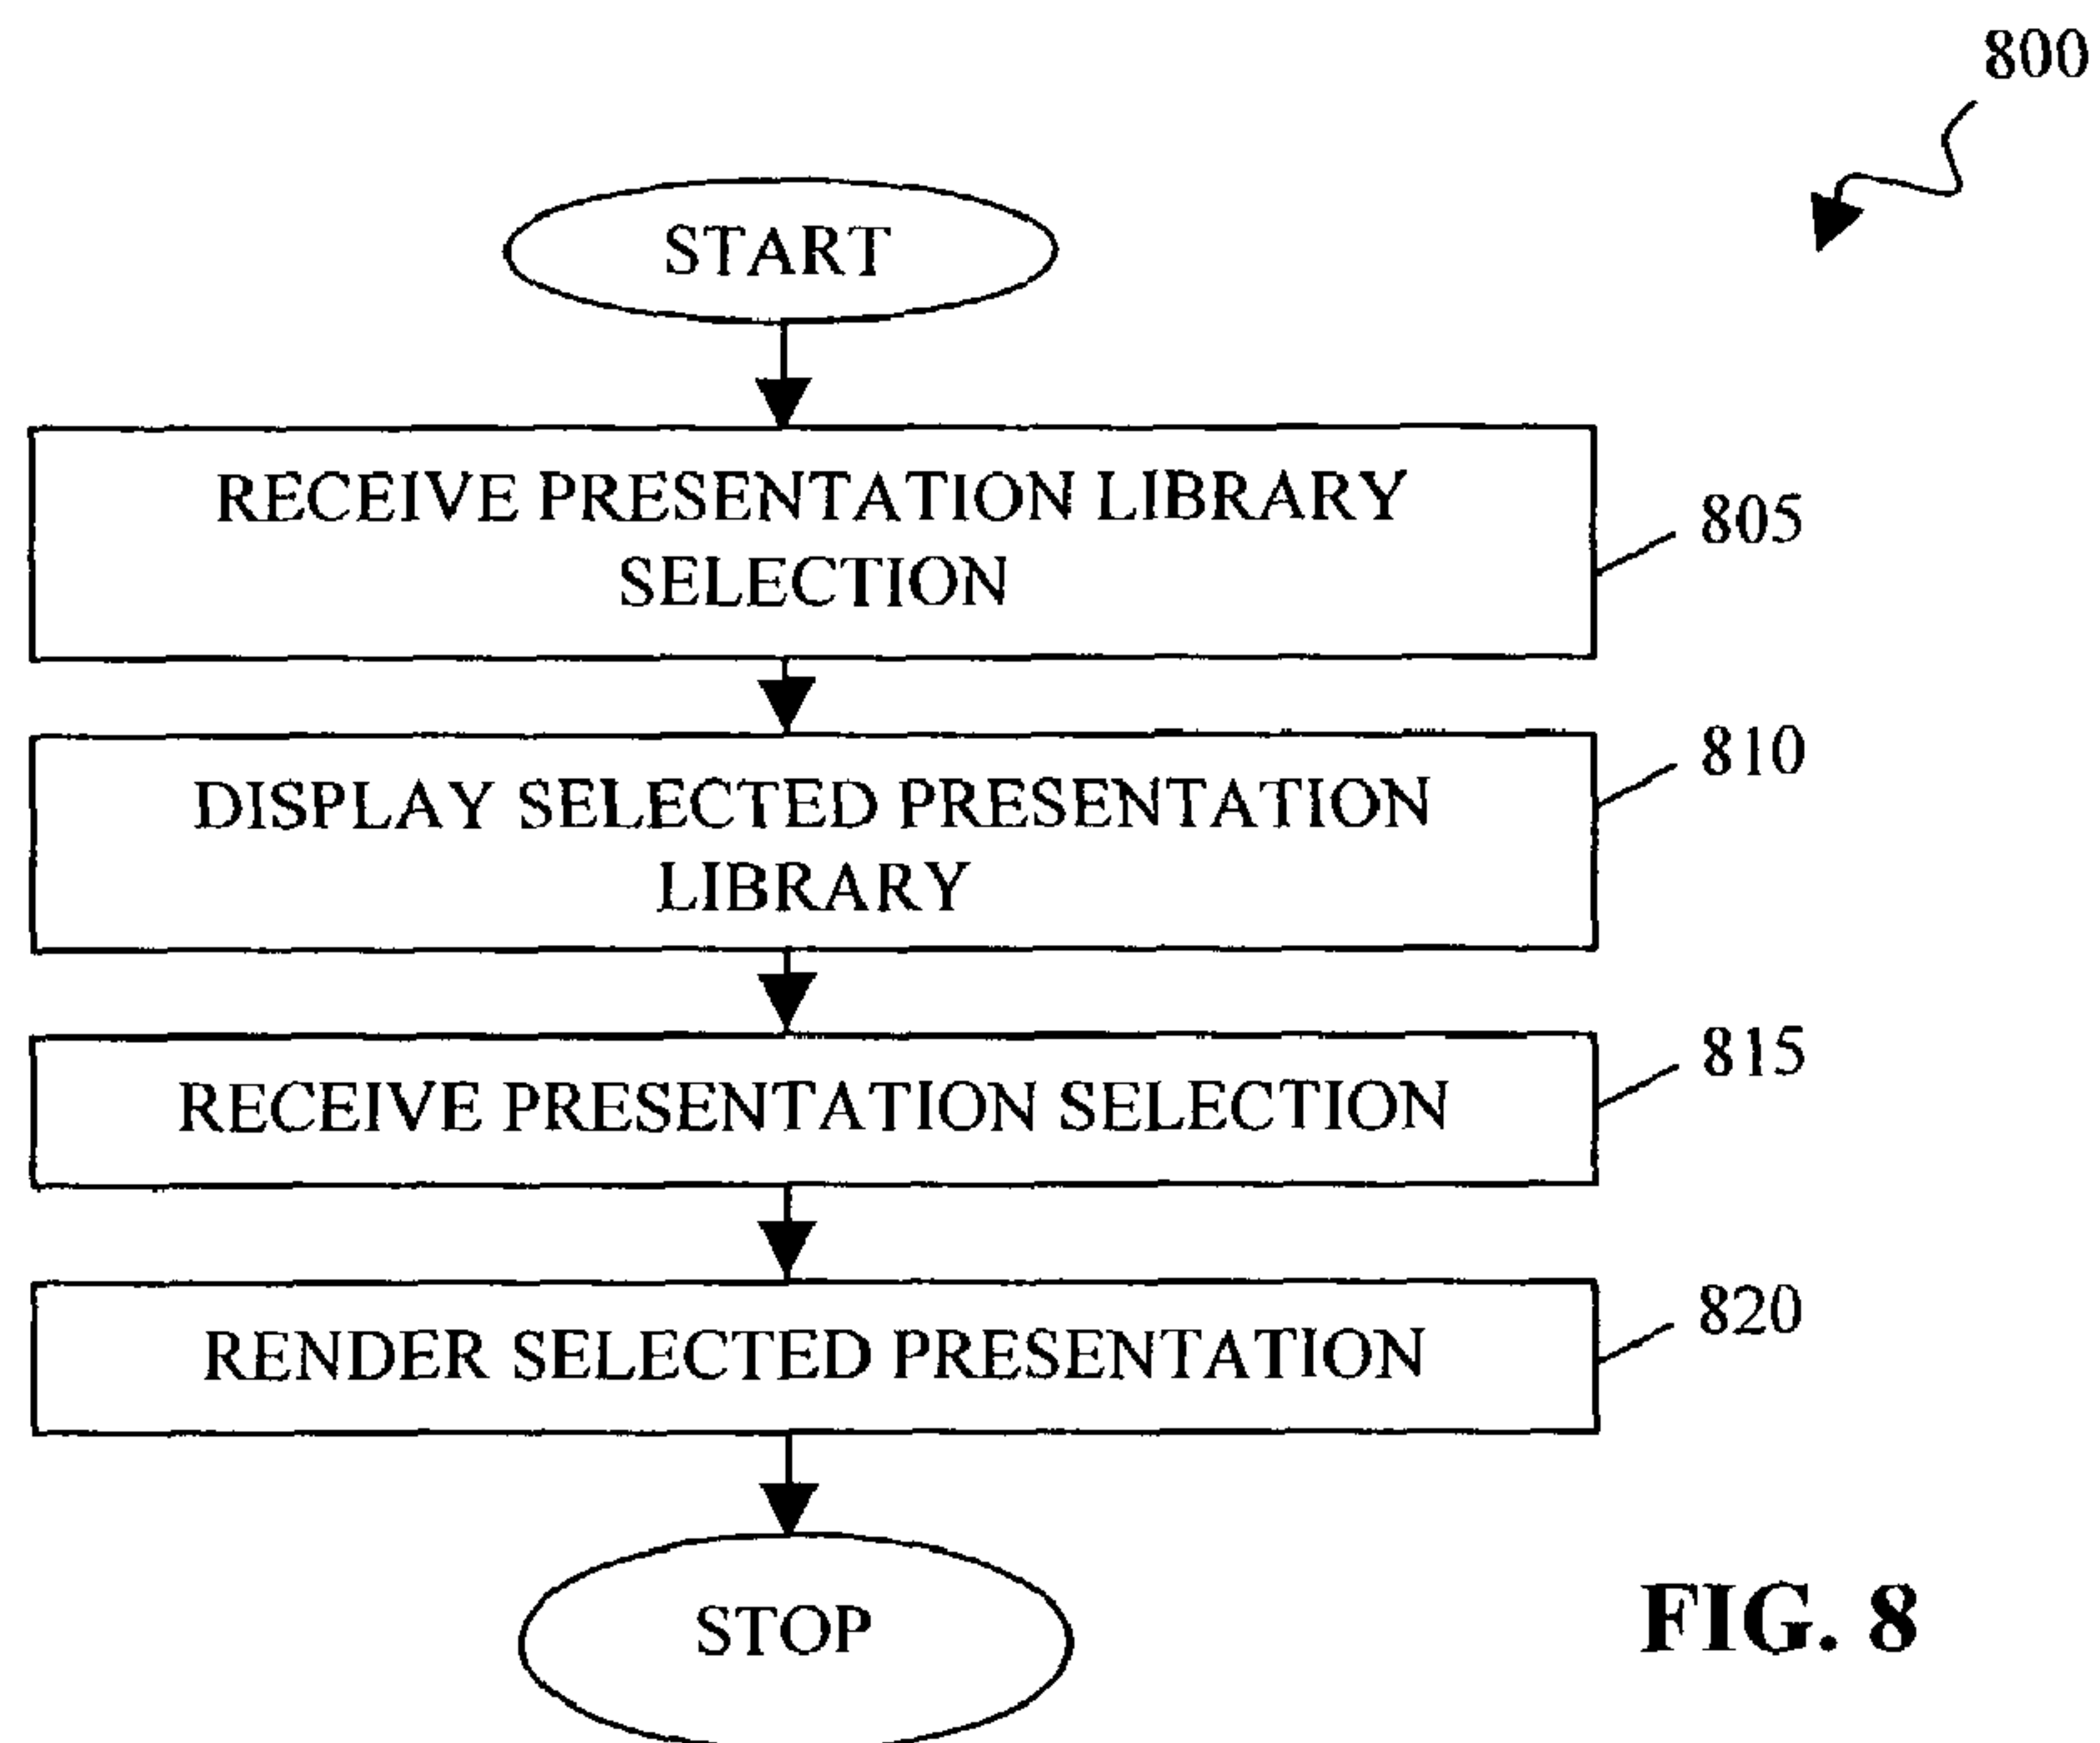 800
START
RECEIVE PRESENTATION LIBRARY
SELECTION
805
DISPLAY SELECTED PRESENTATION
LIBRARY
810
RECEIVE PRESENTATION SELECTION
815
RENDER SELECTED PRESENTATION
820
STOP
FIG. 8